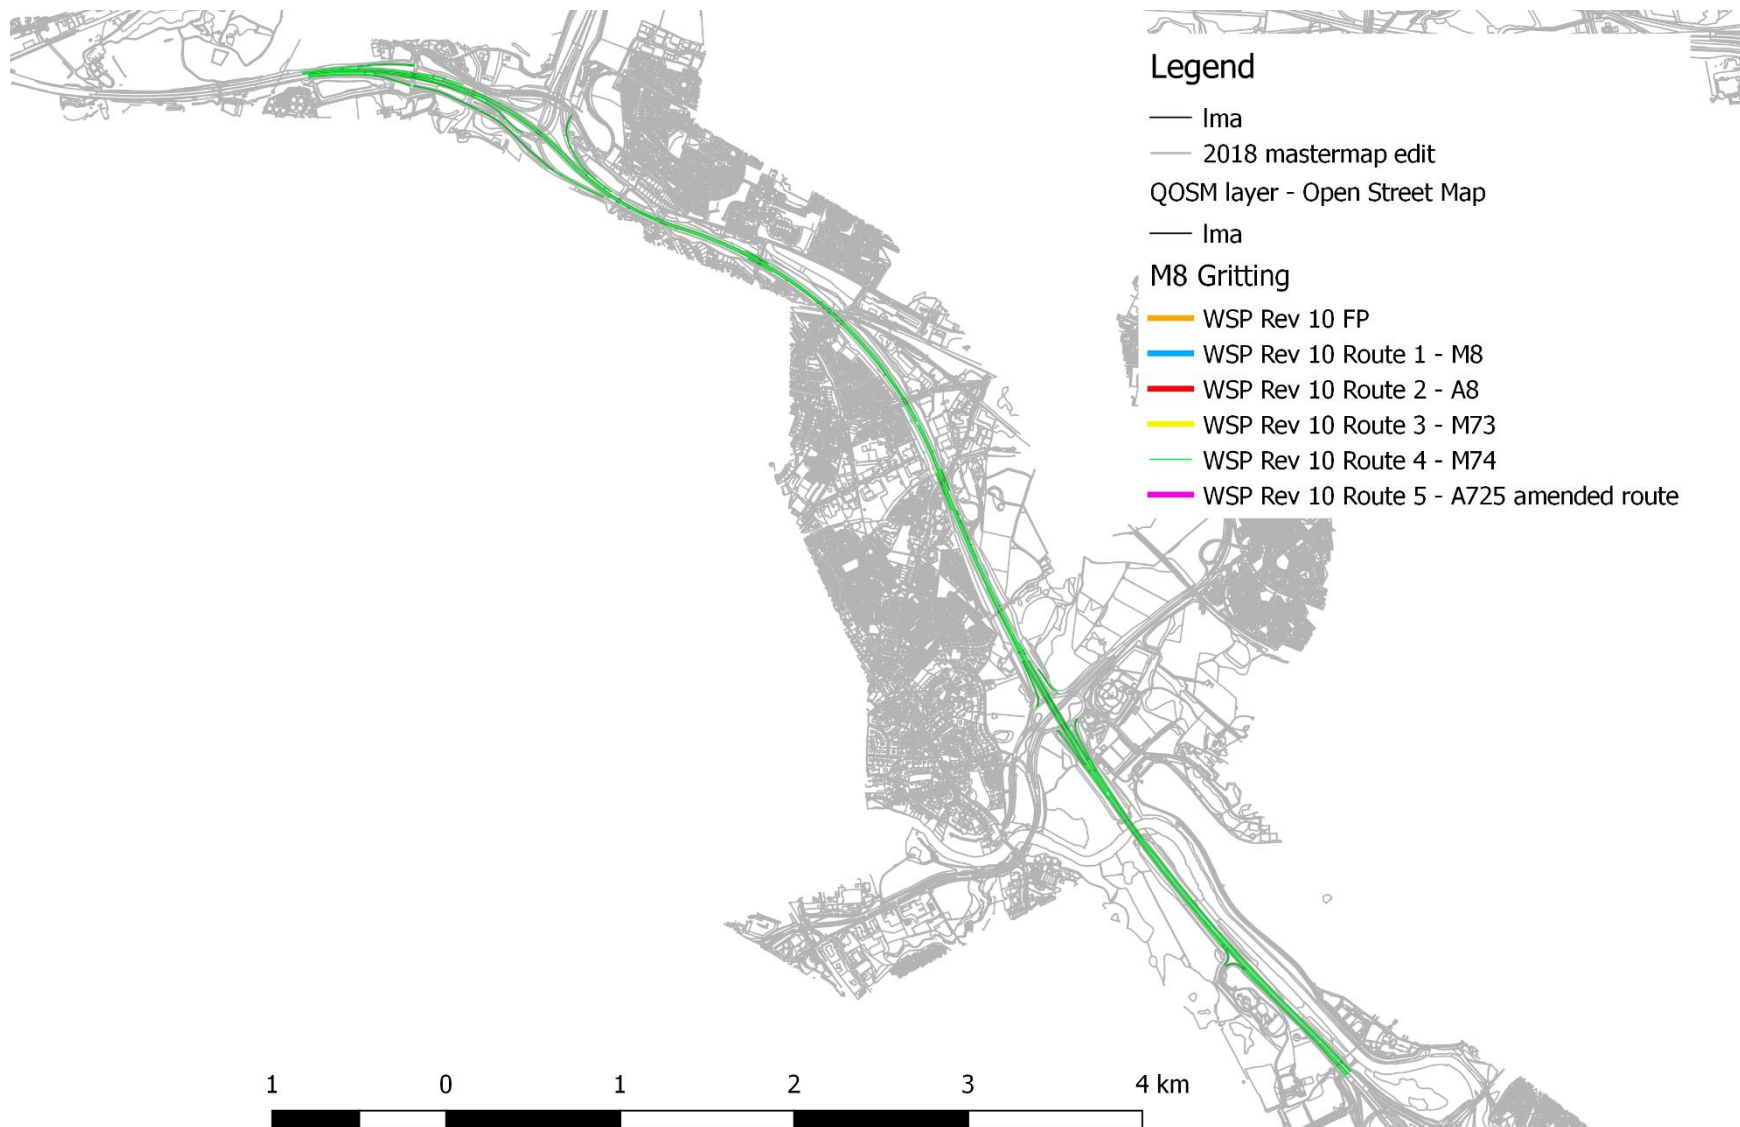 Legend
lma
2018 mastermap edit
QOSM layer - Open Street Map
lma
M8 Gritting
WSP Rev 10 FP
WSP Rev 10 Route 1 - M8
WSP Rev 10 Route 2 - A8
WSP Rev 10 Route 3 - M73
WSP Rev 10 Route 4 - M74
WSP Rev 10 Route 5 - A725 amended route
1 0 1 2 3 4 km